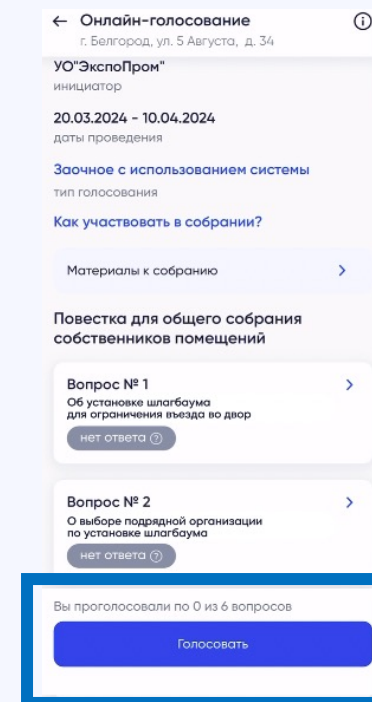 ← Онлайн-голосование
г. Белгород, ул. 5 Августа, д. 34
УО"ЭкспоПром"
инициатор
20.03.2024 - 10.04.2024
даты проведения
Заочное с использованием системы
тип голосования
Как участвовать в собрании?
Материалы к собранию
Повестка для общего собрания
собственников помещений
Вопрос № 1
Об установке шлагбаума
для ограничения въезда во двор
нет ответа ?
Вопрос № 2
О выборе подрядной организации
по установке шлагбаума
нет ответа ?
Вы проголосовали по 0 из 6 вопросов
Голосовать